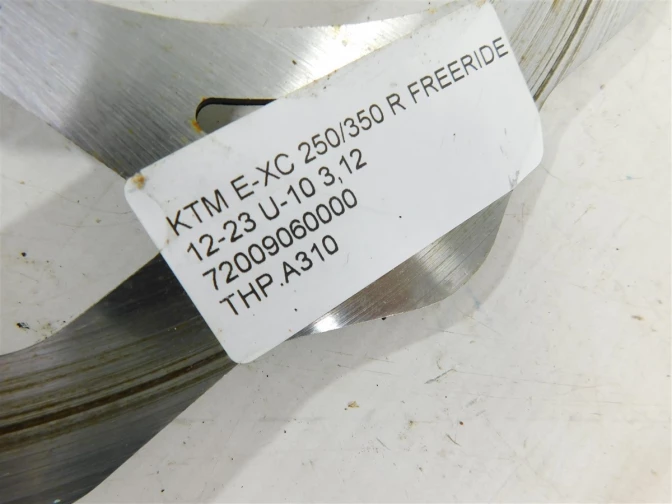 KTM E-XC 250/350 R FREERIDE
12-23 U-10 3,12
72009060000
THP.A310